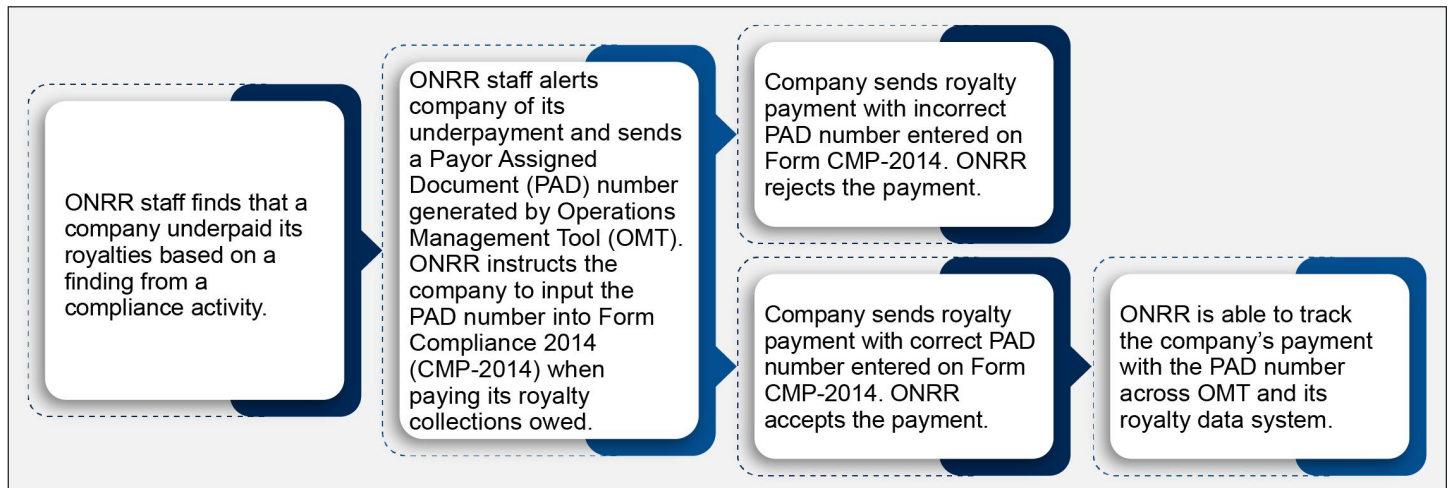 ONRR staff finds that a
company underpaid its
royalties based on a
finding from a
compliance activity.
ONRR staff alerts
company of its
underpayment and sends
a Payor Assigned
Document (PAD) number
generated by Operations
Management Tool (OMT).
ONRR instructs the
company to input the
PAD number into Form
Compliance 2014
(CMP-2014) when
paying its royalty
collections owed.
Company sends royalty
payment with incorrect
PAD number entered on
Form CMP-2014. ONRR
rejects the payment.
Company sends royalty
payment with correct PAD
number entered on Form
CMP-2014. ONRR
accepts the payment.
ONRR is able to track
the company’s payment
with the PAD number
across OMT and its
royalty data system.